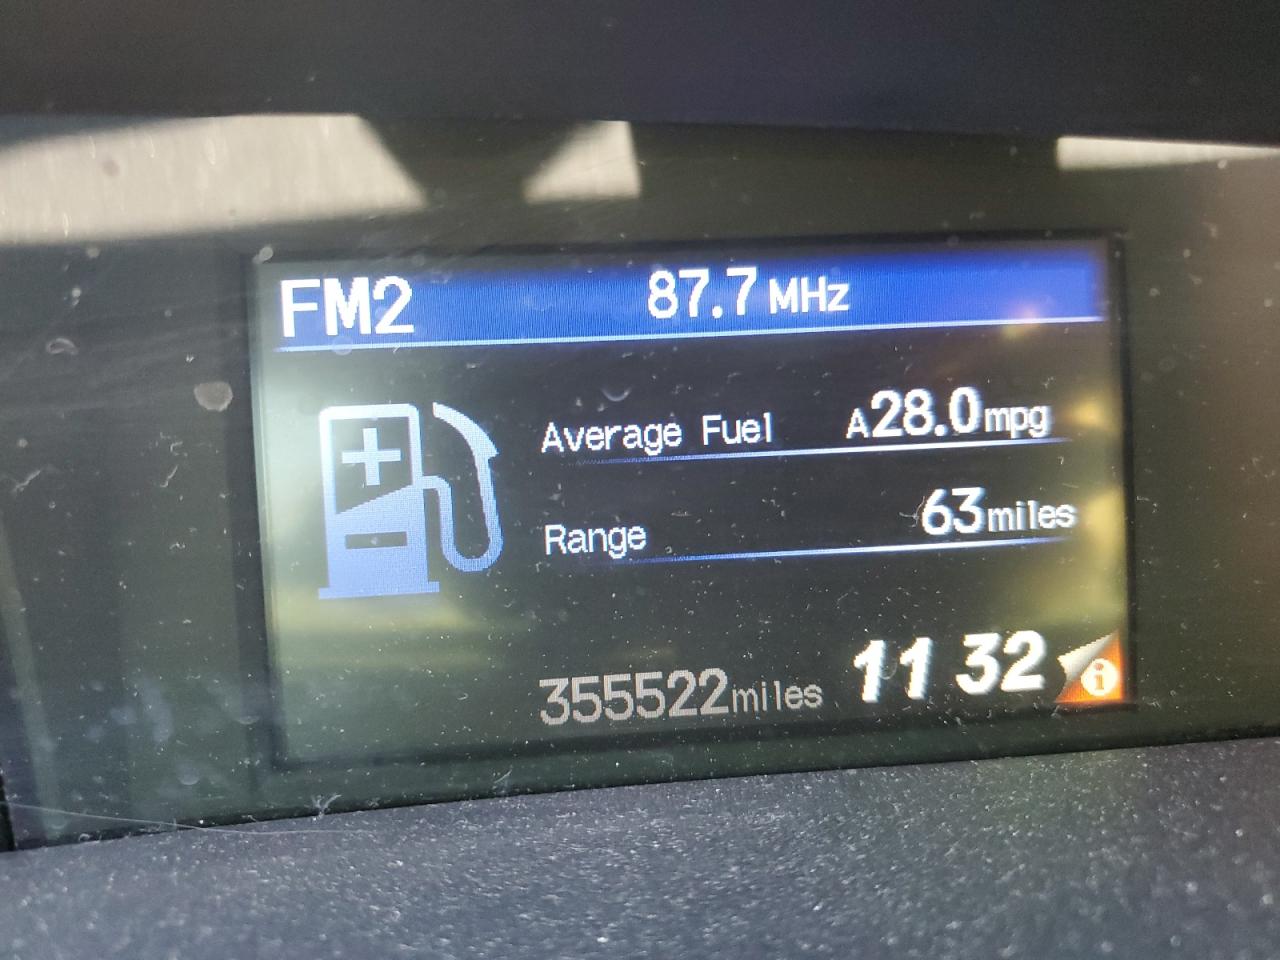 FM2 87.7 MHz
Average Fuel A28.0mpg
Range 63miles
355522miles 11 32 i